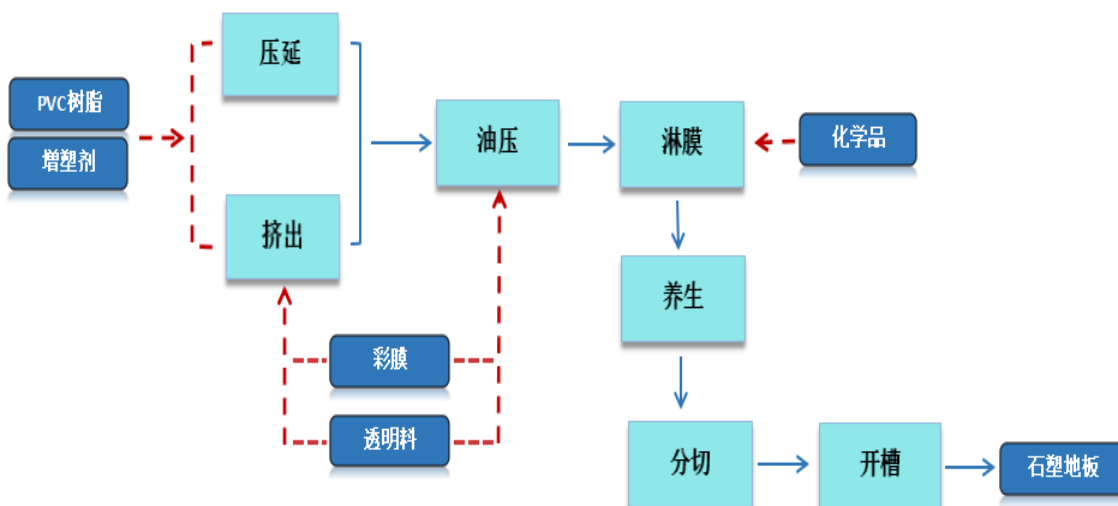 压延
PVC树脂
增塑剂
油压
淋膜
化学品
挤出
养生
彩膜
透明料
分切
开槽
石塑地板